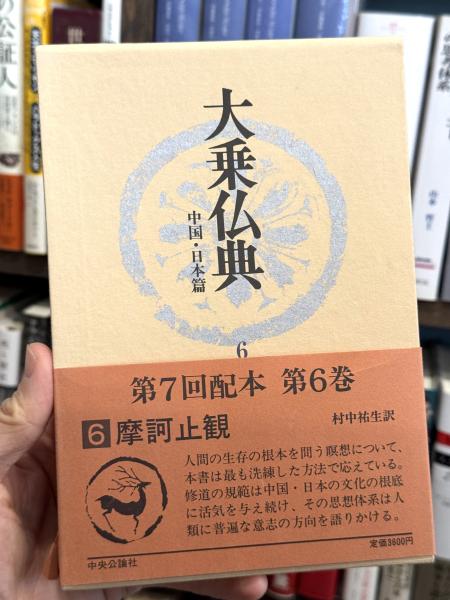 大乗仏典
中国・日本篇
6
第7回配本 第6巻
6 摩訶止観
村中祐生訳
人間の生存の根本を問う瞑想について、
本書は最も洗練した方法で応えている。
修道の規範は中国・日本の文化の根底
に活気を与え続け、その思想体系は人
類に普遍な意志の方向を語りかける。
中央公論社
定価3600円
の公証人